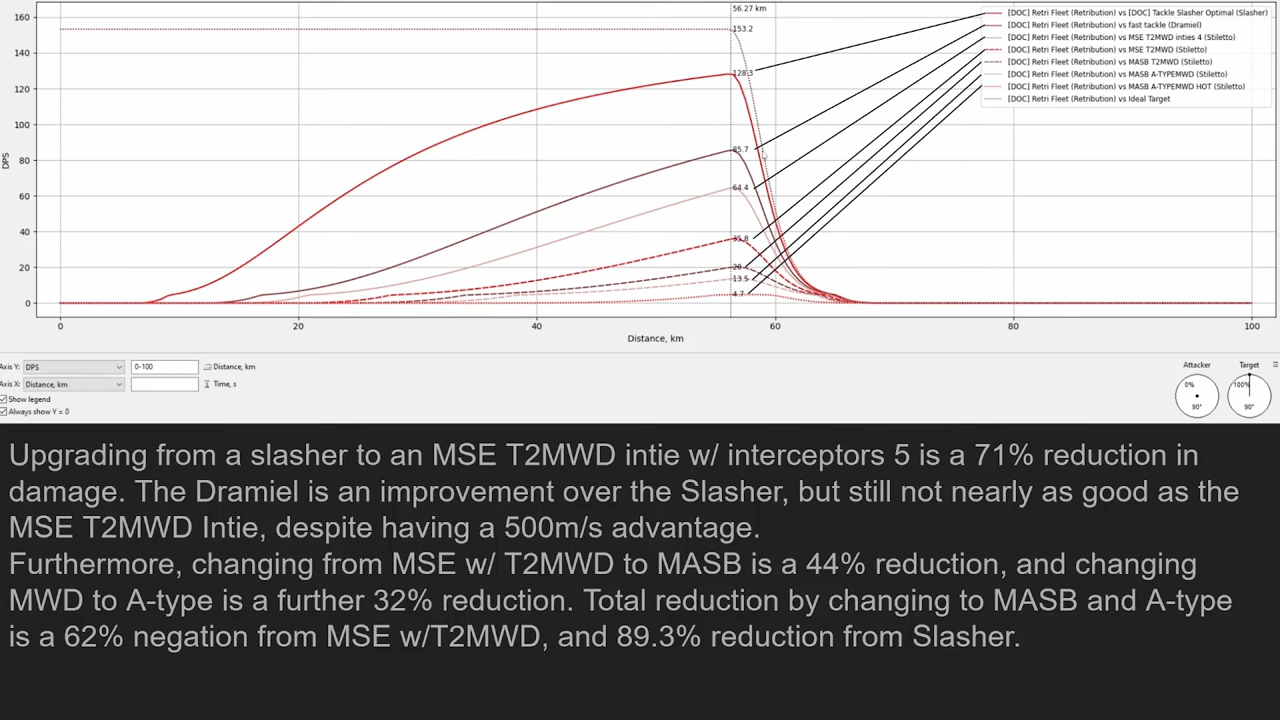 56.27 km
160
153.2
140
128.3
120
100
85.7
80
64.4
60
40
35.8
20
20
13.5
4.7
0
DPS
0 20 40 60 80 100
Distance, km
[DOC] Retri Fleet (Retribution) vs [DOC] Tackle Slasher Optimal (Slasher)
[DOC] Retri Fleet (Retribution) vs fast tackle (Dramiel)
[DOC] Retri Fleet (Retribution) vs MSE T2MWD inties 4 (Stiletto)
[DOC] Retri Fleet (Retribution) vs MSE T2MWD (Stiletto)
[DOC] Retri Fleet (Retribution) vs MASB T2MWD (Stiletto)
[DOC] Retri Fleet (Retribution) vs MASB A-TYPEMWD (Stiletto)
[DOC] Retri Fleet (Retribution) vs MASB A-TYPEMWD HOT (Stiletto)
[DOC] Retri Fleet (Retribution) vs Ideal Target
Axis Y: DPS 0-100 Distance, km
Axis X: Distance, km Time, s
Show legend
Always show Y = 0
Attacker Target
0% 100%
90° 90°
Upgrading from a slasher to an MSE T2MWD intie w/ interceptors 5 is a 71% reduction in
damage. The Dramiel is an improvement over the Slasher, but still not nearly as good as the
MSE T2MWD Intie, despite having a 500m/s advantage.
Furthermore, changing from MSE w/ T2MWD to MASB is a 44% reduction, and changing
MWD to A-type is a further 32% reduction. Total reduction by changing to MASB and A-type
is a 62% negation from MSE w/T2MWD, and 89.3% reduction from Slasher.